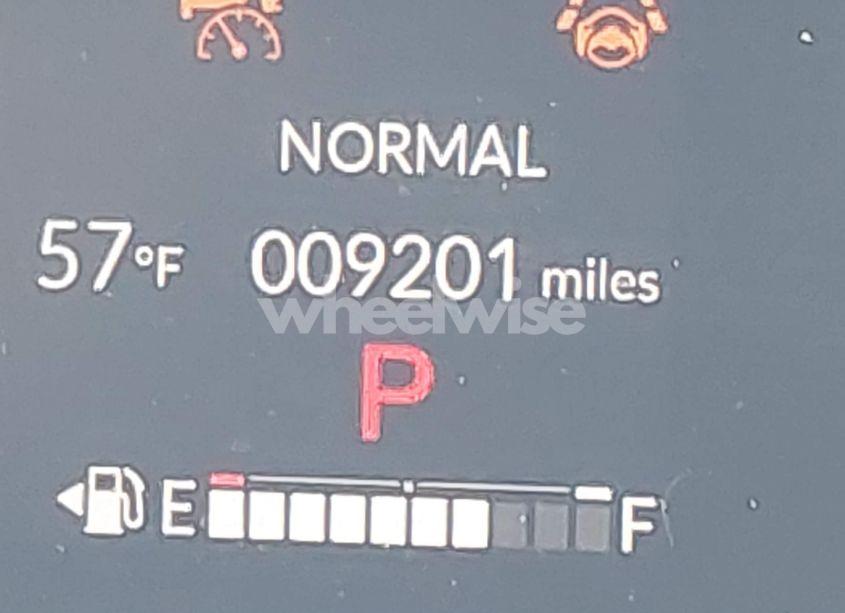 NORMAL
57°F 009201 miles
wheelwise
P
E F